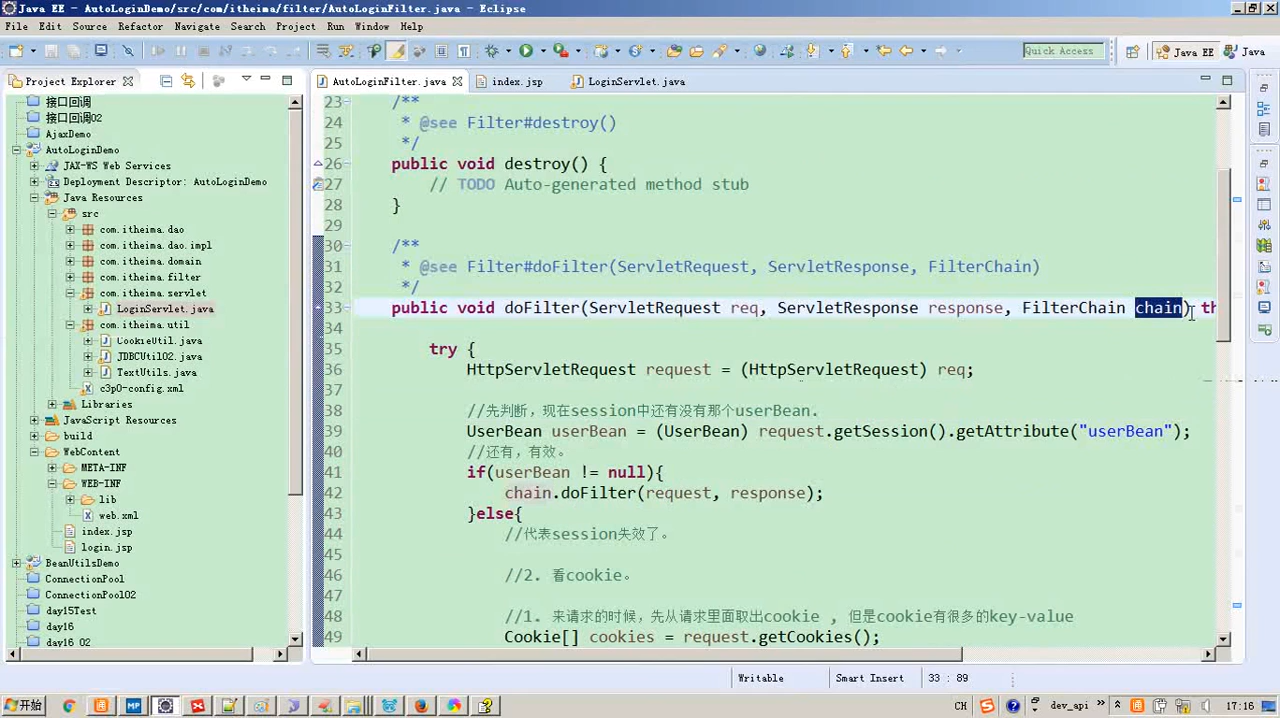 Java EE - AutoLoginDemo/src/com/itheima/filter/AutoLoginFilter.java - Eclipse
File Edit Source Refactor Navigate Search Project Run Window Help
Quick Access
Java EE
Java
Project Explorer
AutoLoginFilter.java
index.jsp
LoginServlet.java
接口回调
接口回调02
AjaxDemo
AutoLoginDemo
JAX-WS Web Services
Deployment Descriptor: AutoLoginDemo
Java Resources
src
com.itheima.dao
com.itheima.dao.impl
com.itheima.domain
com.itheima.filter
com.itheima.servlet
LoginServlet.java
com.itheima.util
CookieUtil.java
JDBCUtil02.java
TextUtils.java
c3p0-config.xml
Libraries
JavaScript Resources
build
WebContent
META-INF
WEB-INF
lib
web.xml
index.jsp
login.jsp
BeanUtilsDemo
ConnectionPool
ConnectionPool02
day15Test
day16
day16_02
23 /**
24 * @see Filter#destroy()
25 */
26 public void destroy() {
27 // TODO Auto-generated method stub
28 }
29
30 /**
31 * @see Filter#doFilter(ServletRequest, ServletResponse, FilterChain)
32 */
33 public void doFilter(ServletRequest req, ServletResponse response, FilterChain chain) th
34
35 try {
36 HttpServletRequest request = (HttpServletRequest) req;
37
38 //先判断，现在session中还有没有那个userBean.
39 UserBean userBean = (UserBean) request.getSession().getAttribute("userBean");
40 //还有，有效。
41 if(userBean != null){
42 chain.doFilter(request, response);
43 }else{
44 //代表session失效了。
45
46 //2. 看cookie。
47
48 //1. 来请求的时候，先从请求里面取出cookie , 但是cookie有很多的key-value
49 Cookie[] cookies = request.getCookies();
Writable
Smart Insert
33 : 89
开始
CH
dev_api
17:16